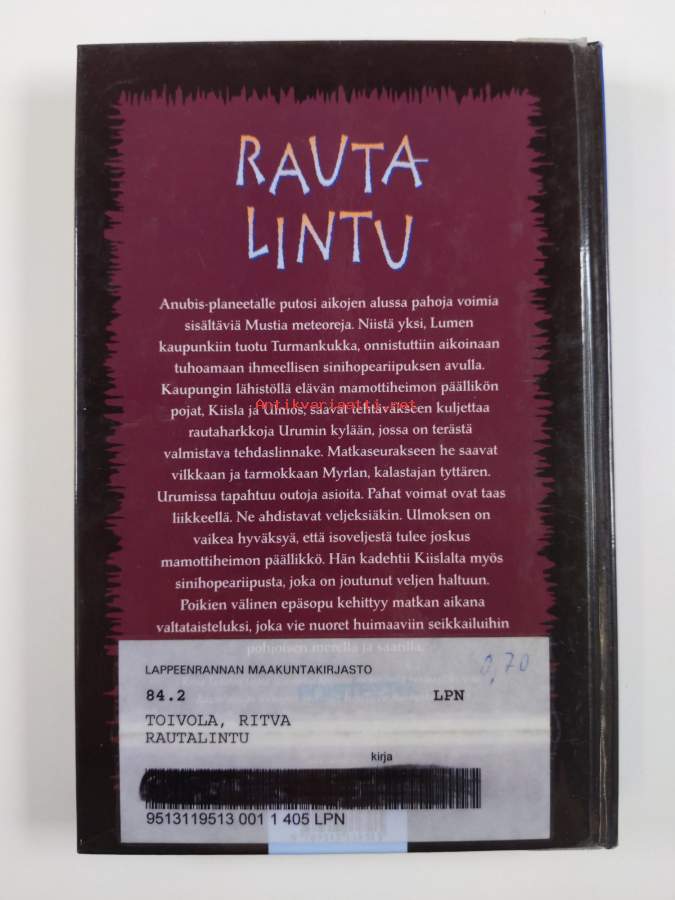 RAUTA
LINTU
Anubis-planeetalle putosi aikojen alussa pahoja voimia
sisältäviä Mustia meteoreja. Niistä yksi, Lumen
kaupunkiin tuotu Turmankukka, onnistuttiin aikoinaan
tuhoamaan ihmeellisen sinihopeariipuksen avulla.
Kaupungin lähistöllä elävän mamottiheimon päällikön
pojat, Kiisla ja Ulmos, saavat tehtäväkseen kuljettaa
Antikvariaatti.net
rautaharkkoja Urumin kylään, jossa on terästä
valmistava tehdaslinnake. Matkaseurakseen he saavat
vilkkaan ja tarmokkaan Myrlan, kalastajan tyttären.
Urumissa tapahtuu outoja asioita. Pahat voimat ovat taas
liikkeellä. Ne ahdistavat veljeksiäkin. Ulmoksen on
vaikea hyväksyä, että isoveljestä tulee joskus
mamottiheimon päällikkö. Hän kadehtii Kiislalta myös
sinihopeariipusta, joka on joutunut veljen haltuun.
Poikien välinen epäsopu kehittyy matkan aikana
valtataisteluksi, joka vie nuoret huimaaviin seikkailuihin
pohjoisen merellä ja saarilla.
LAPPEENRANNAN MAAKUNTAKIRJASTO
0,70
84.2 LPN
TOIVOLA, RITVA
RAUTALINTU
kirja
9513119513 001 1 405 LPN